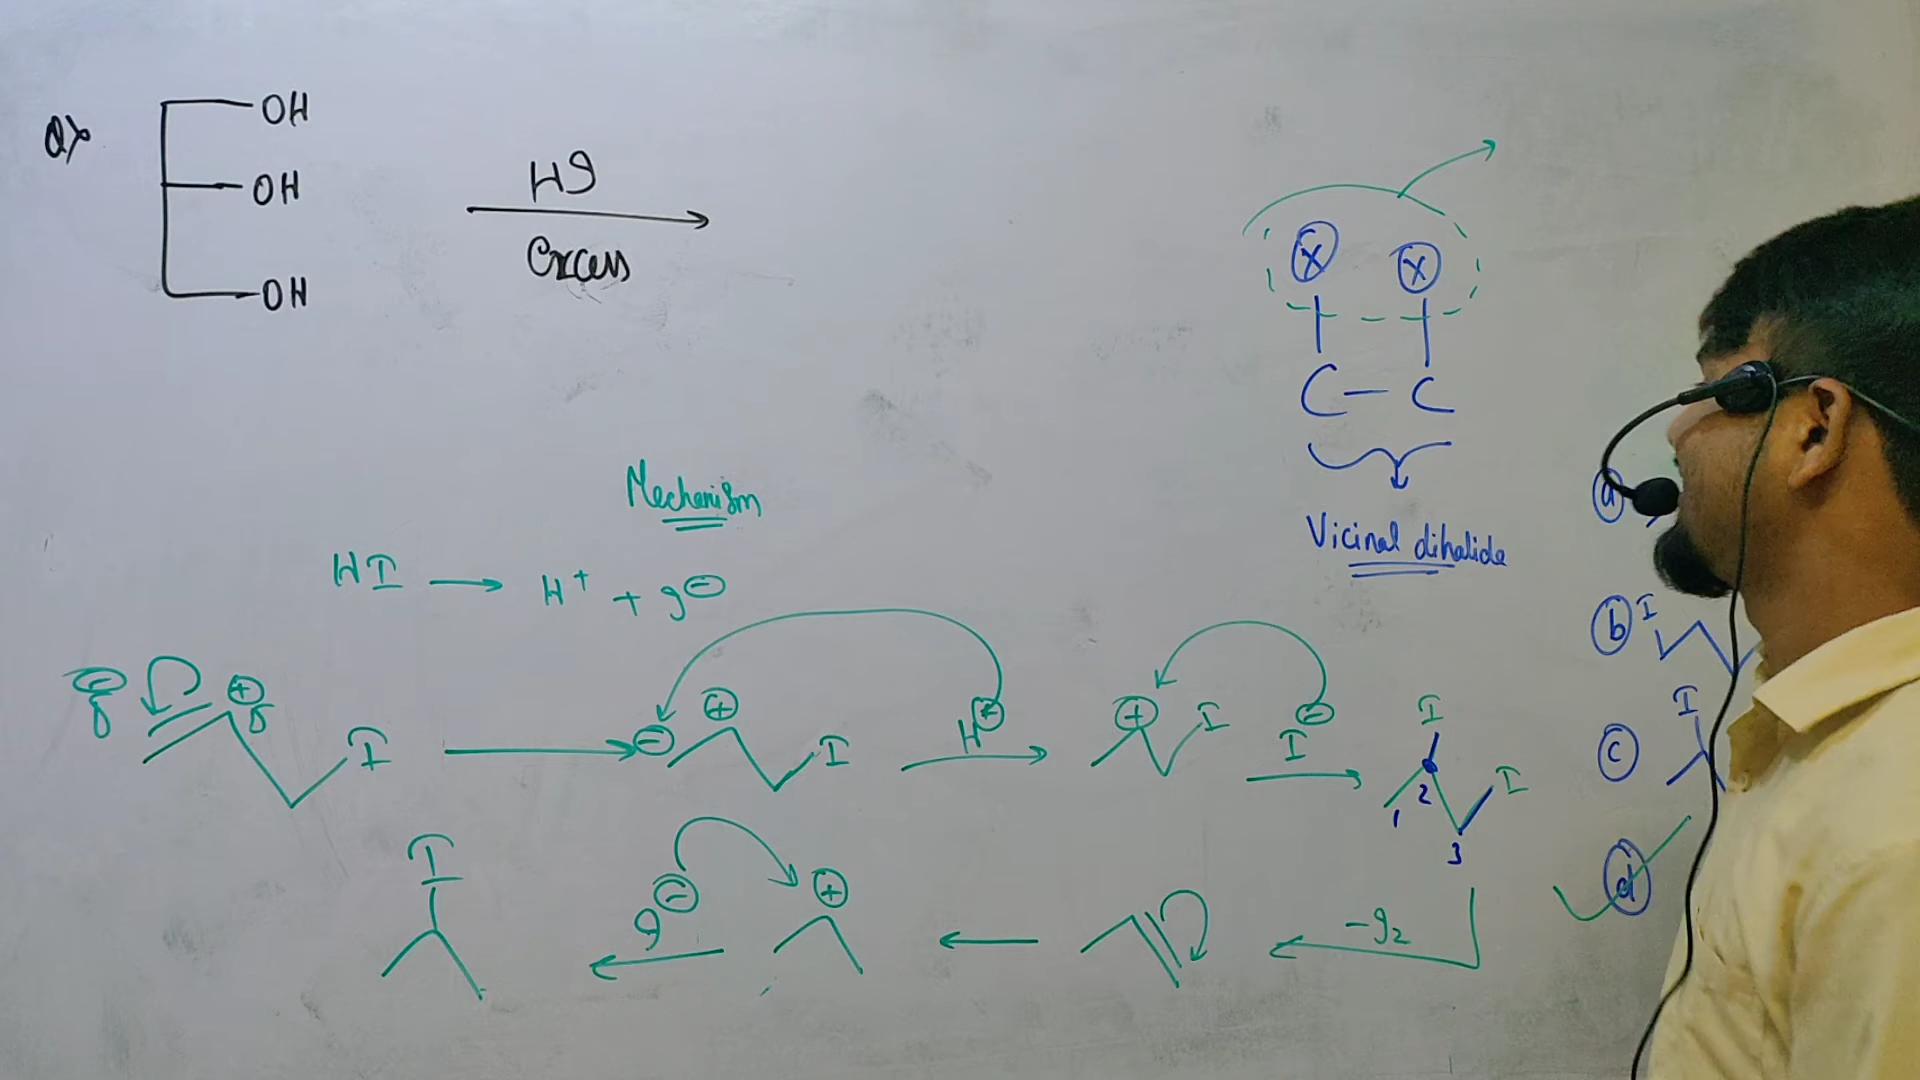 Q)
OH
OH
OH
HI
Excess
X X
C - C
Vicinal dihalide
Mechanism
HI → H⁺ + I⊖
⊖ δ ⊕ δ I
⊖ ⊕ I
H⊕
⊕ I
I ⊖
I
I
1 2 3
-I₂
⊕
I ⊖
I
a
b I
c I
d